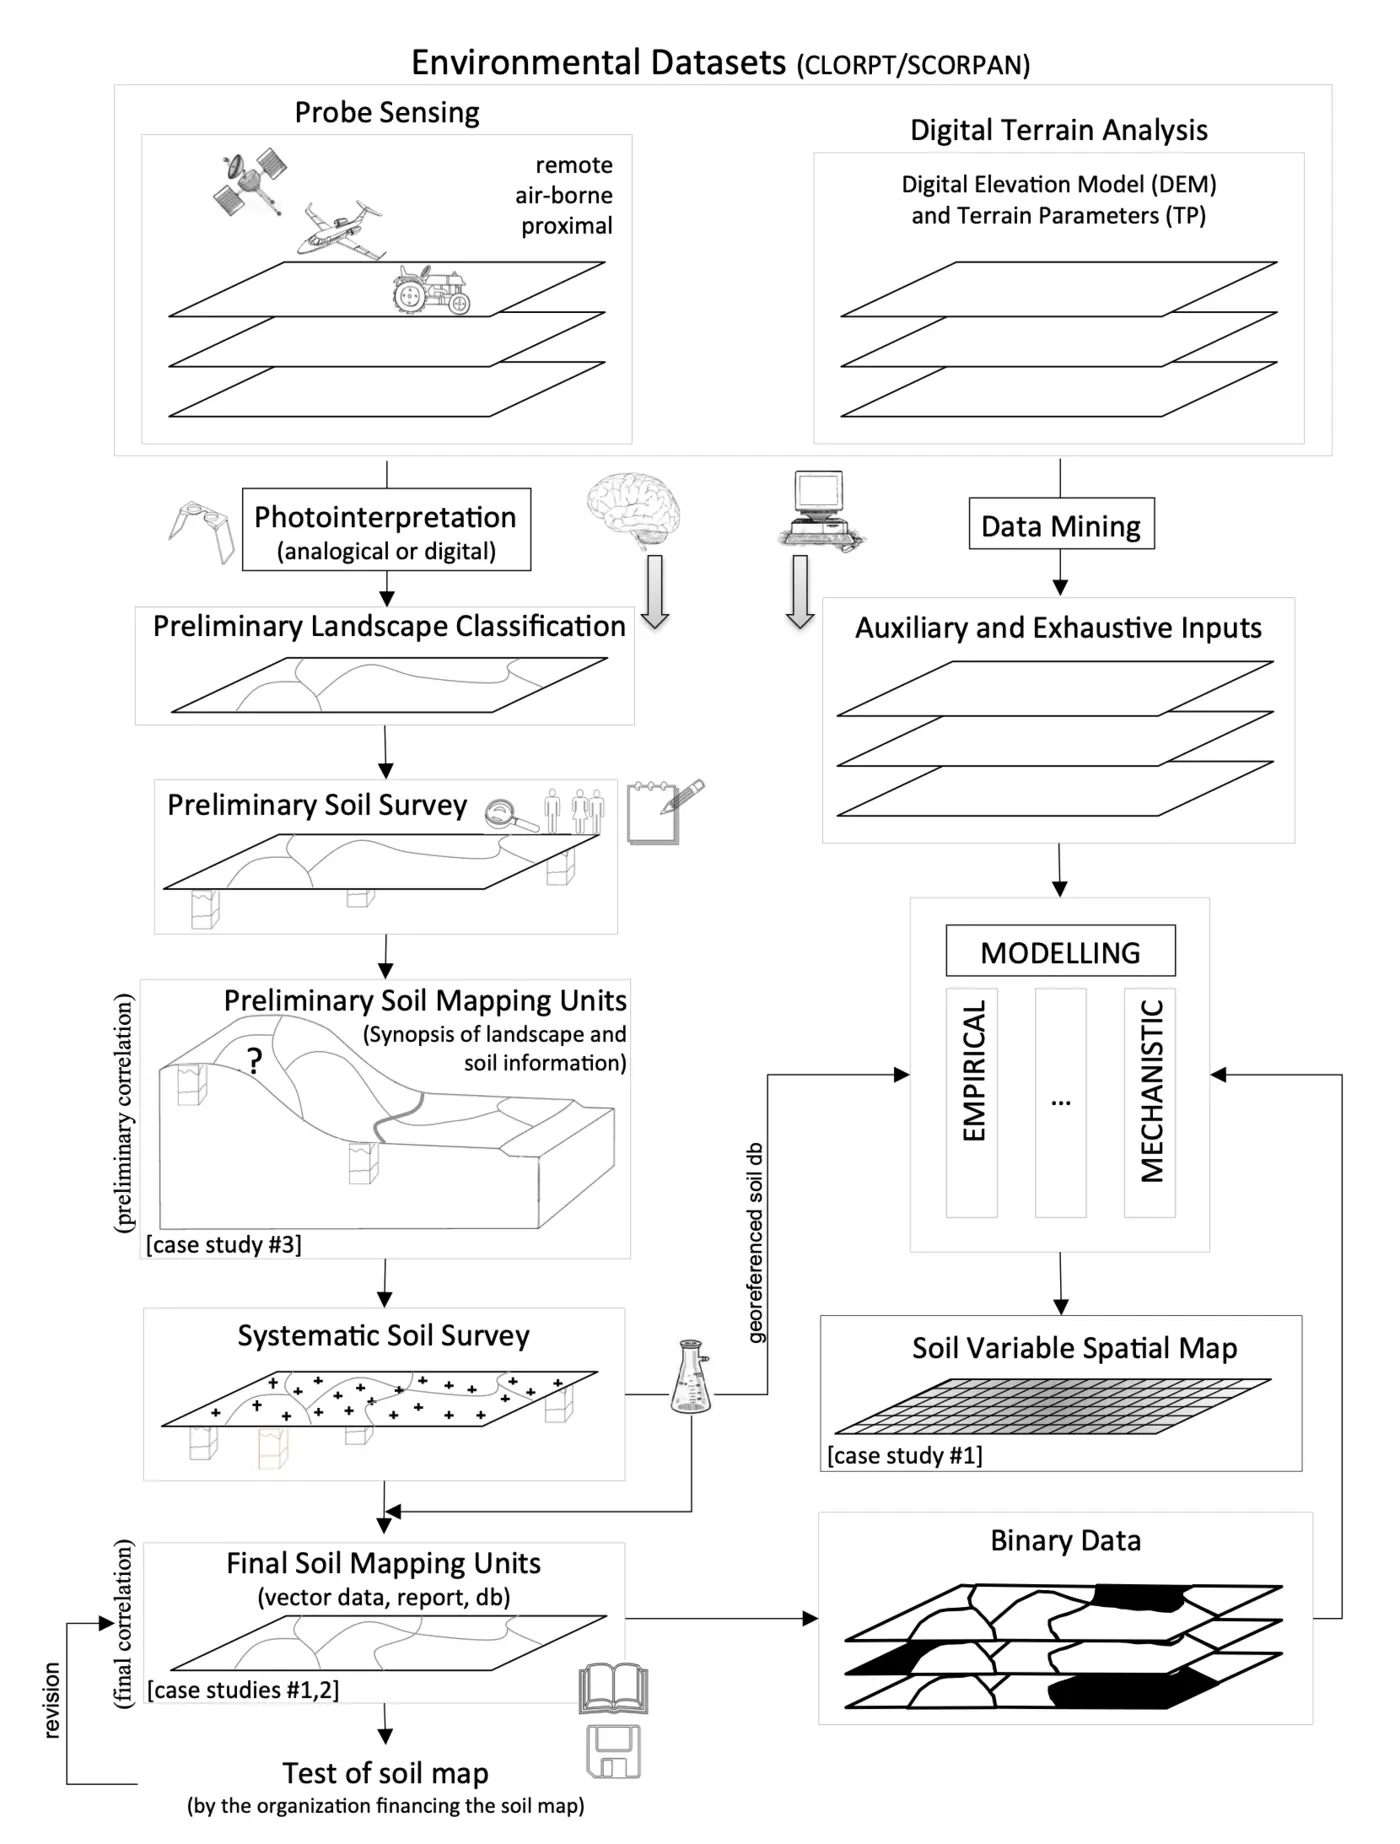 Environmental Datasets (CLORPT/SCORPAN)
Probe Sensing
remote
air-borne
proximal
Digital Terrain Analysis
Digital Elevation Model (DEM)
and Terrain Parameters (TP)
Photointerpretation
(analogical or digital)
Data Mining
Preliminary Landscape Classification
Auxiliary and Exhaustive Inputs
Preliminary Soil Survey
(preliminary correlation)
Preliminary Soil Mapping Units
(Synopsis of landscape and
soil information)
?
[case study #3]
MODELLING
EMPIRICAL
...
MECHANISTIC
georeferenced soil db
Systematic Soil Survey
Soil Variable Spatial Map
[case study #1]
(final correlation)
Final Soil Mapping Units
(vector data, report, db)
[case studies #1,2]
Binary Data
revision
Test of soil map
(by the organization financing the soil map)